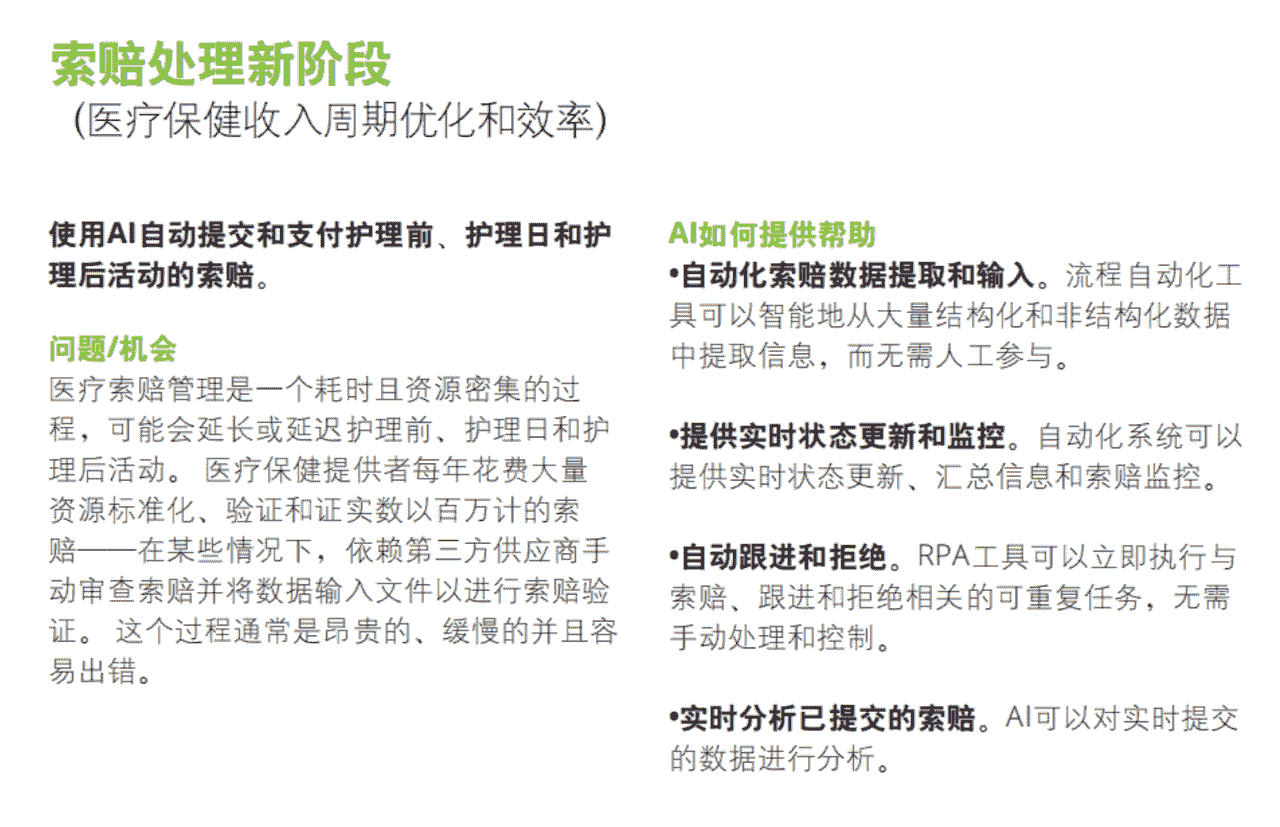 索赔处理新阶段
(医疗保健收入周期优化和效率)
使用AI自动提交和支付护理前、护理日和护
理后活动的索赔。
问题/机会
医疗索赔管理是一个耗时且资源密集的过
程，可能会延长或延迟护理前、护理日和护
理后活动。 医疗保健提供者每年花费大量
资源标准化、验证和证实数以百万计的索
赔——在某些情况下，依赖第三方供应商手
动审查索赔并将数据输入文件以进行索赔验
证。 这个过程通常是昂贵的、缓慢的并且容
易出错。
AI如何提供帮助
•自动化索赔数据提取和输入。流程自动化工
具可以智能地从大量结构化和非结构化数据
中提取信息，而无需人工参与。
•提供实时状态更新和监控。自动化系统可以
提供实时状态更新、汇总信息和索赔监控。
•自动跟进和拒绝。RPA工具可以立即执行与
索赔、跟进和拒绝相关的可重复任务，无需
手动处理和控制。
•实时分析已提交的索赔。AI可以对实时提交
的数据进行分析。